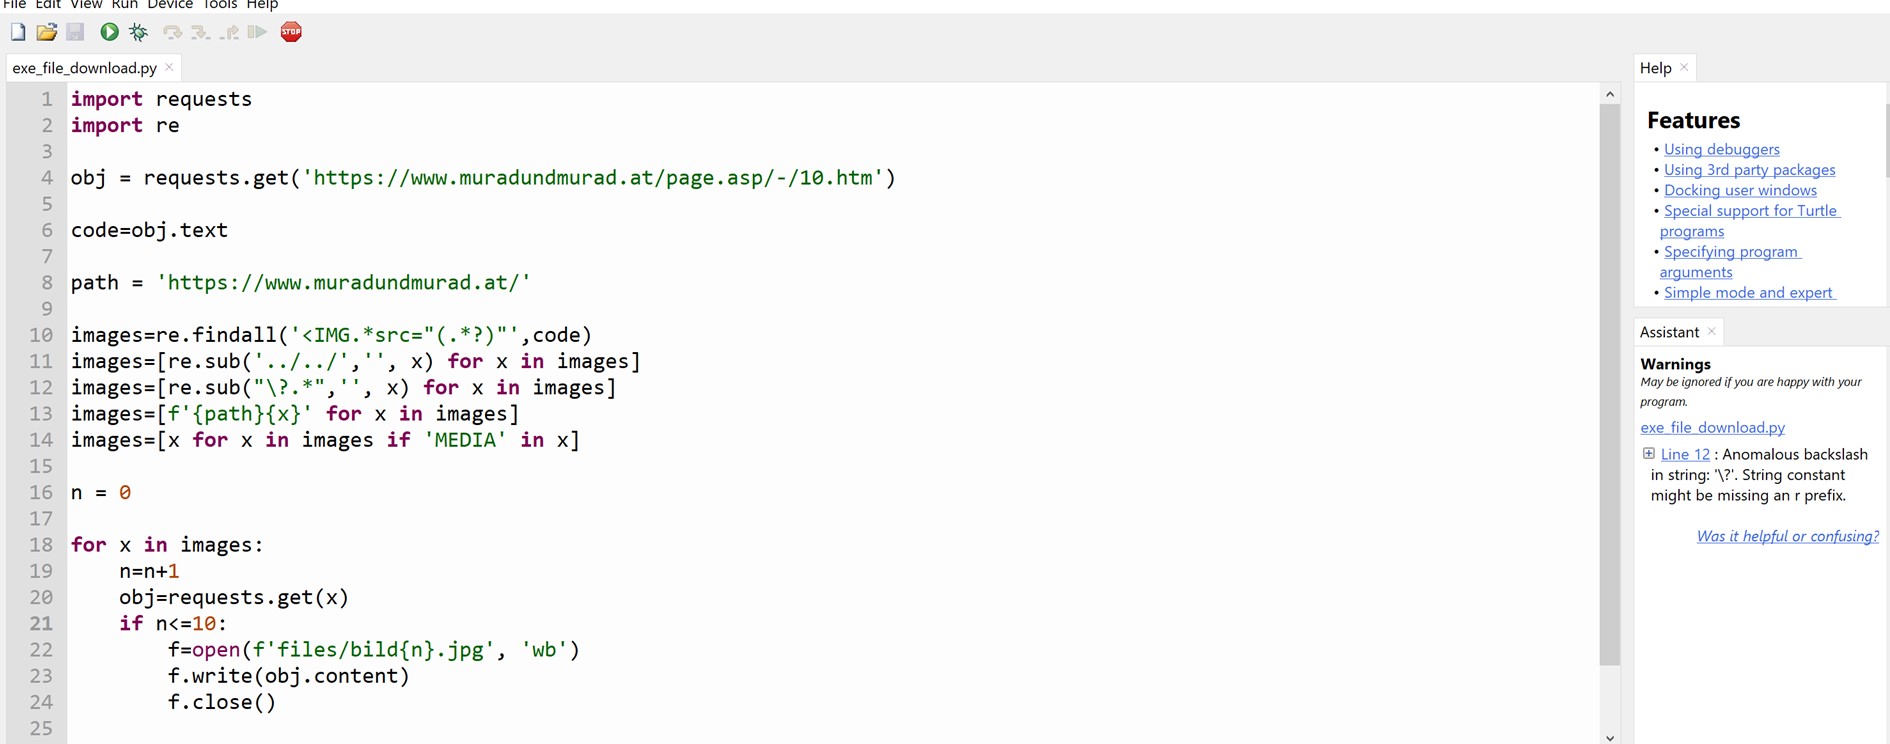 File Edit View Run Device Tools Help
STOP
exe_file_download.py ×
1 import requests
2 import re
3
4 obj = requests.get('https://www.muradundmurad.at/page.asp/-/10.htm')
5
6 code=obj.text
7
8 path = 'https://www.muradundmurad.at/'
9
10 images=re.findall('<IMG.*src="(.*?)"',code)
11 images=[re.sub('../../','', x) for x in images]
12 images=[re.sub("\?.*",'', x) for x in images]
13 images=[f'{path}{x}' for x in images]
14 images=[x for x in images if 'MEDIA' in x]
15
16 n = 0
17
18 for x in images:
19     n=n+1
20     obj=requests.get(x)
21     if n<=10:
22         f=open(f'files/bild{n}.jpg', 'wb')
23         f.write(obj.content)
24         f.close()
25
Help ×
Features
• Using debuggers
• Using 3rd party packages
• Docking user windows
• Special support for Turtle
programs
• Specifying program
arguments
• Simple mode and expert
Assistant ×
Warnings
May be ignored if you are happy with your
program.
exe_file_download.py
Line 12 : Anomalous backslash
in string: '\?'. String constant
might be missing an r prefix.
Was it helpful or confusing?